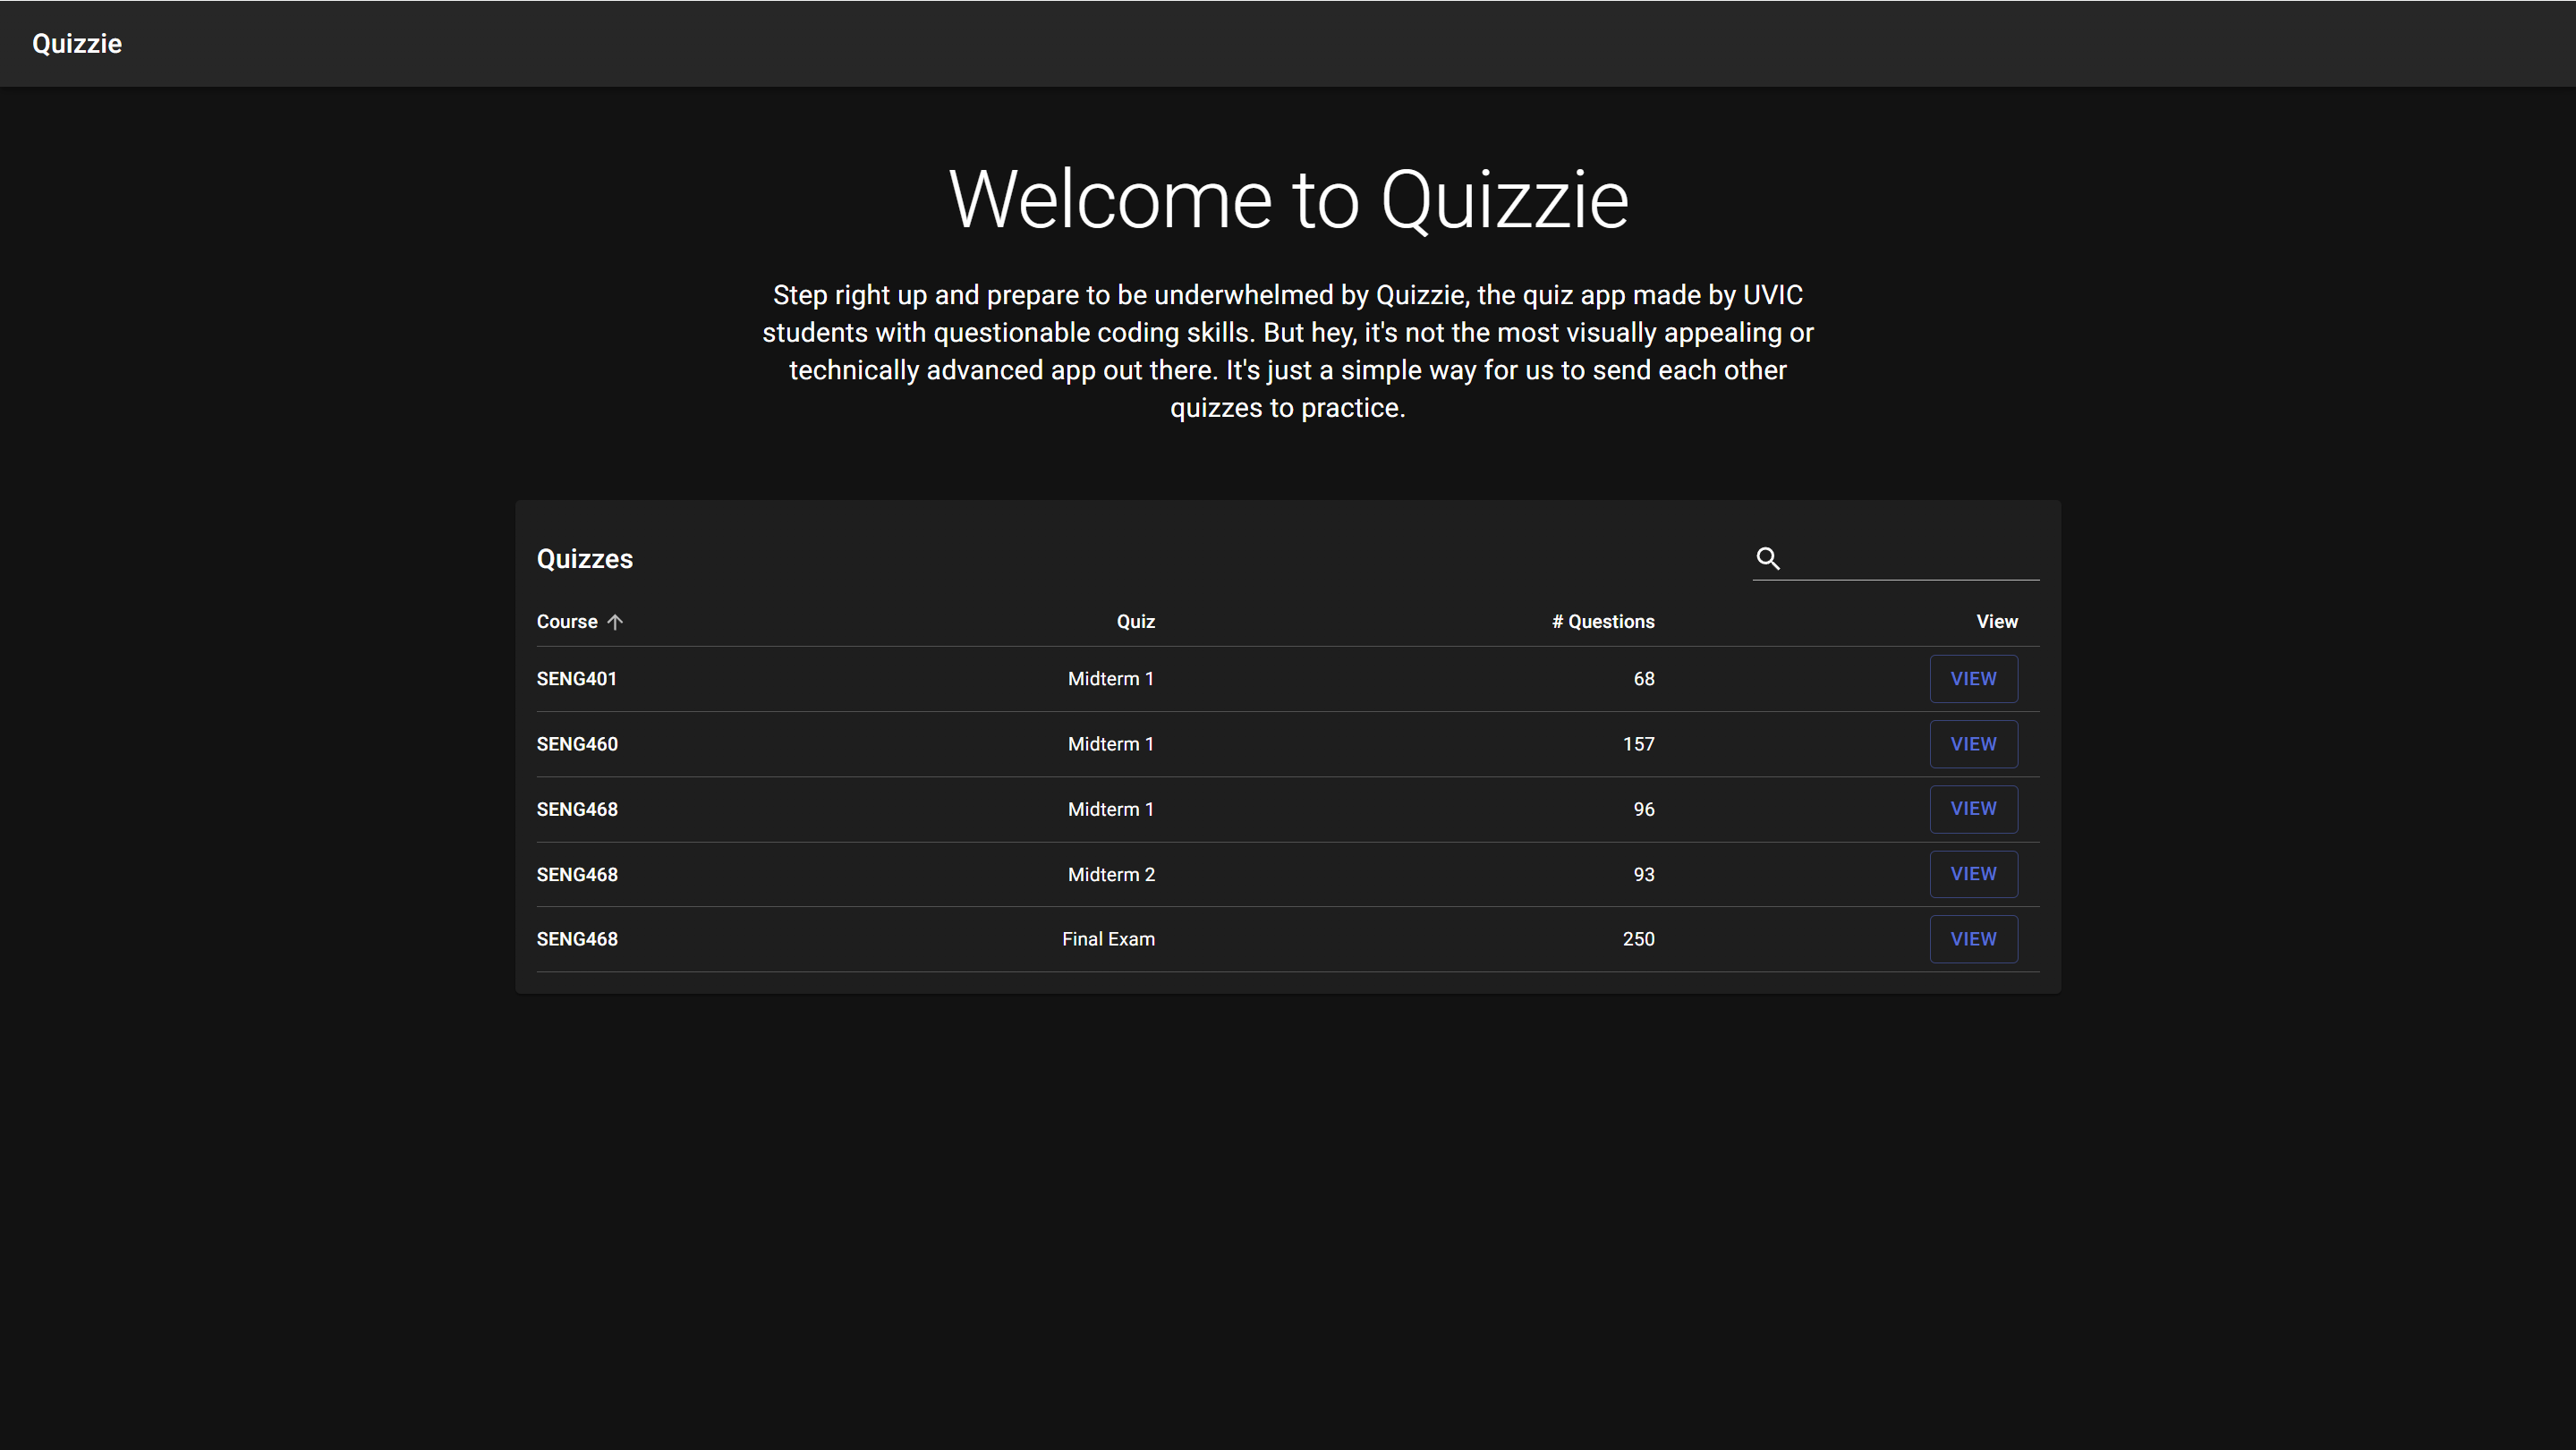 Quizzie
Welcome to Quizzie
Step right up and prepare to be underwhelmed by Quizzie, the quiz app made by UVIC
students with questionable coding skills. But hey, it's not the most visually appealing or
technically advanced app out there. It's just a simple way for us to send each other
quizzes to practice.
Quizzes
Course Quiz # Questions View
SENG401 Midterm 1 68 VIEW
SENG460 Midterm 1 157 VIEW
SENG468 Midterm 1 96 VIEW
SENG468 Midterm 2 93 VIEW
SENG468 Final Exam 250 VIEW